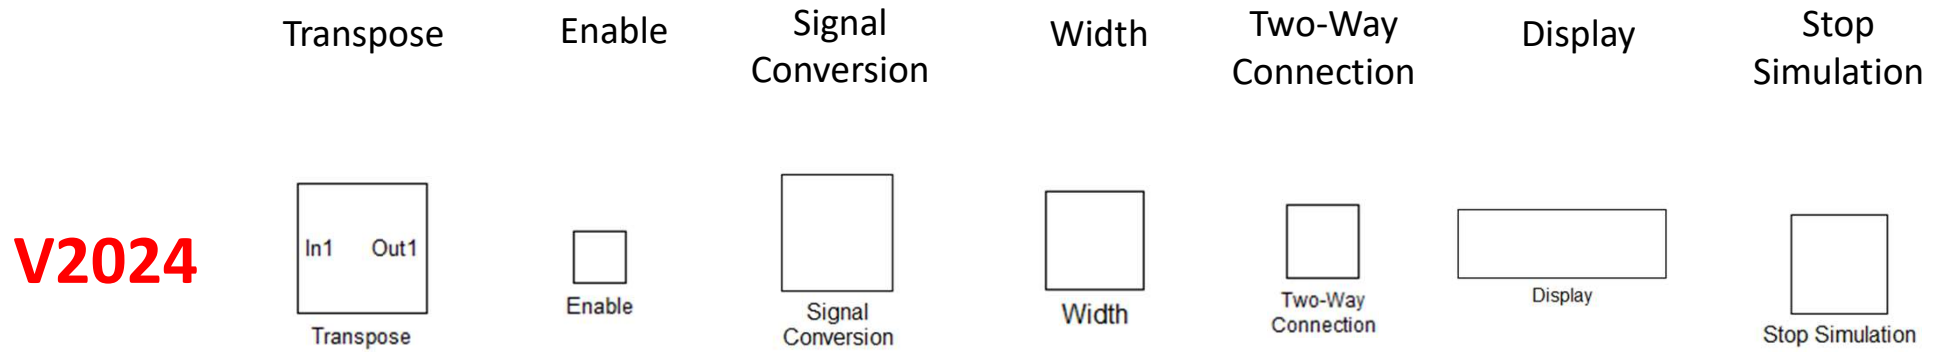 Transpose
Enable
Signal
Conversion
Width
Two-Way
Connection
Display
Stop
Simulation
V2024
In1 Out1
Transpose
Enable
Signal
Conversion
Width
Two-Way
Connection
Display
Stop Simulation